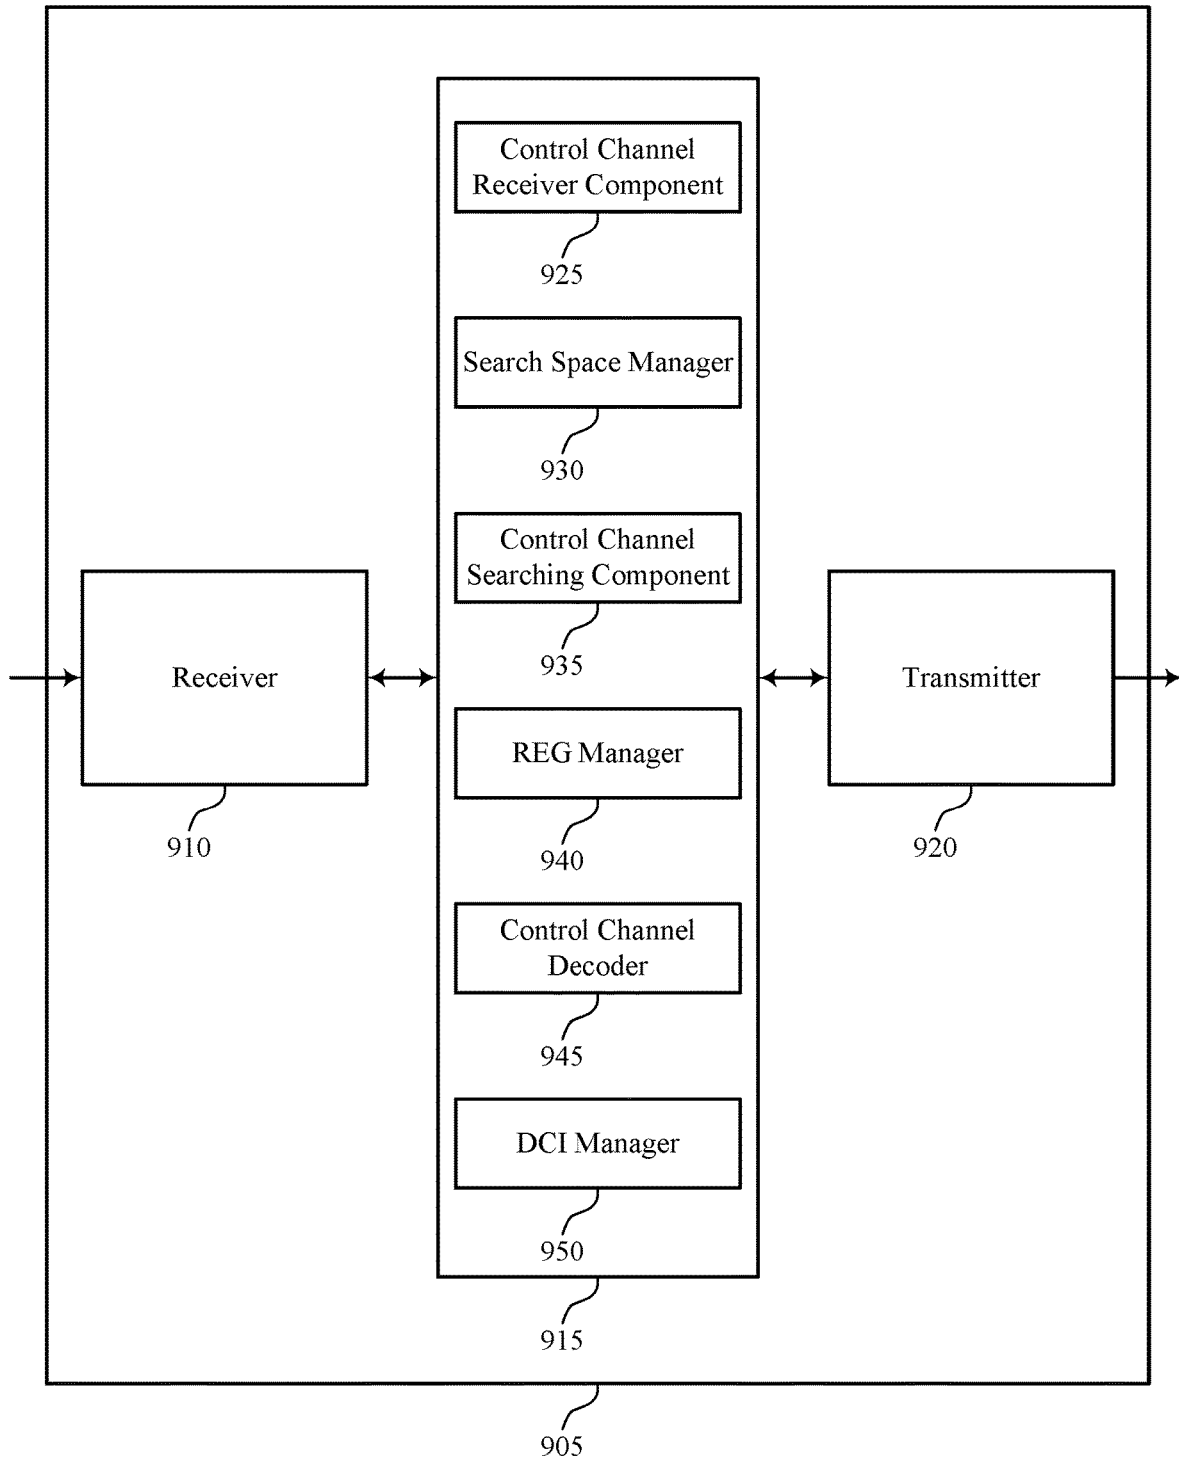 Control Channel
Receiver Component
925
Search Space Manager
930
Control Channel
Searching Component
935
Receiver
910
REG Manager
940
Transmitter
920
Control Channel
Decoder
945
DCI Manager
950
915
905